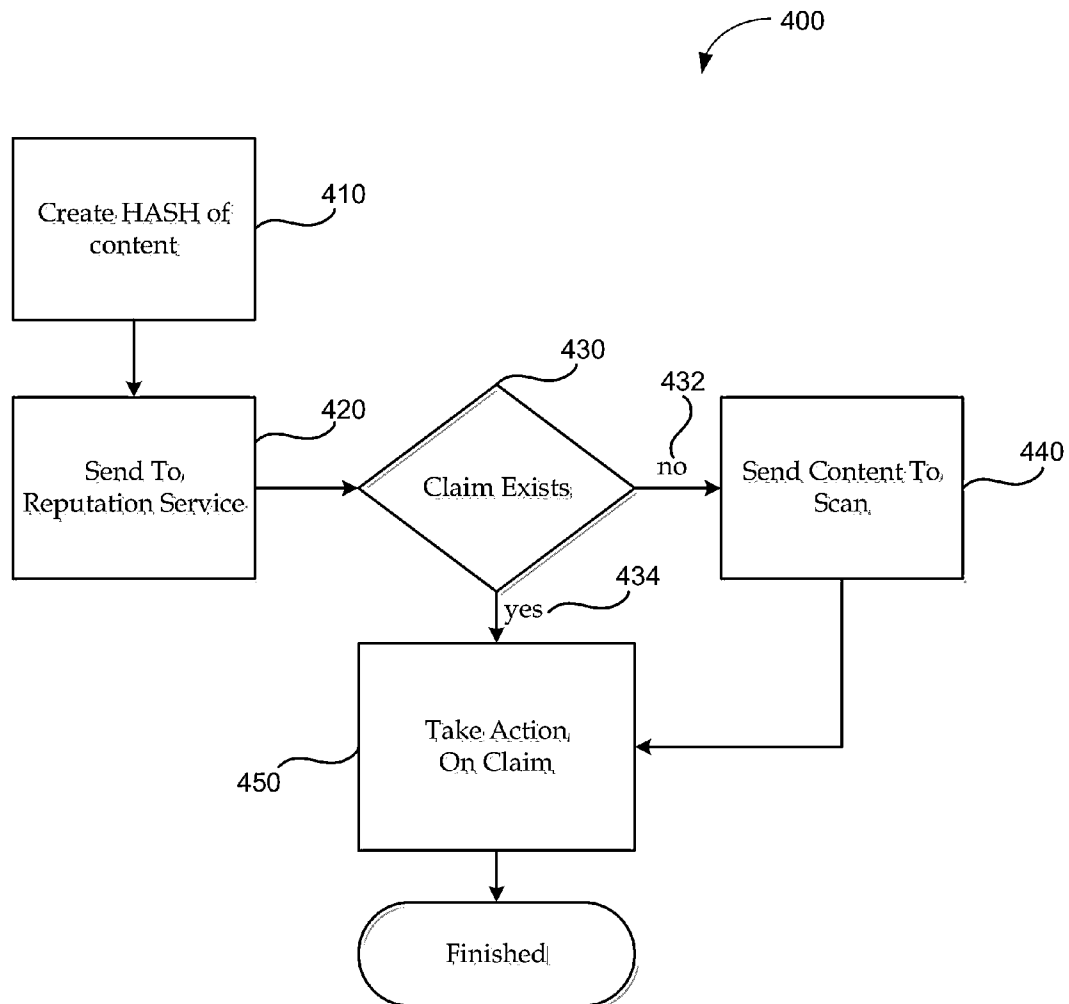 400
Create HASH of
content
410
Send To
Reputation Service
420
Claim Exists
430
no
432
Send Content To
Scan
440
yes
434
Take Action
On Claim
450
Finished